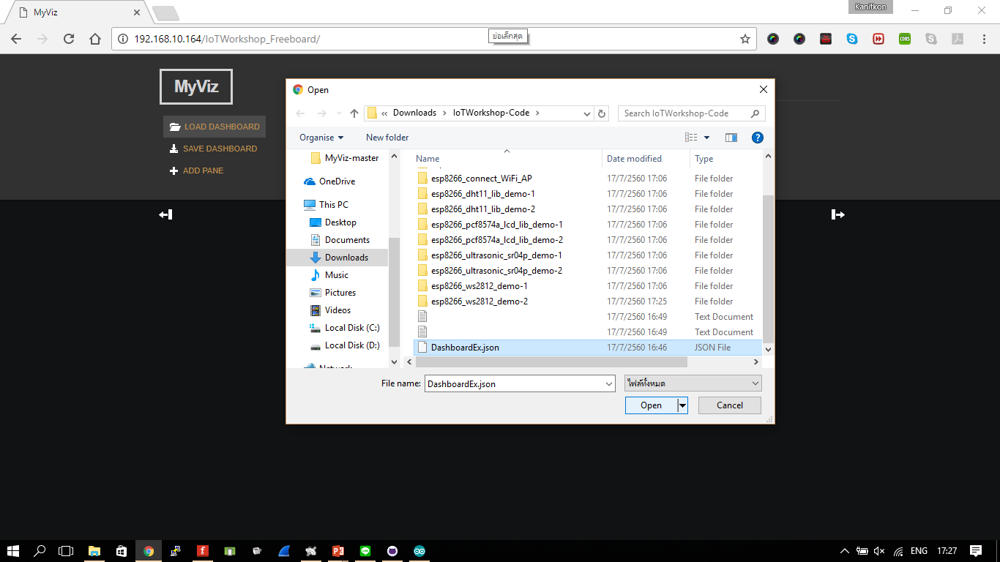 MyViz
Kanitkon
192.168.10.164/IoTWorkshop_Freeboard/
ย่อเล็กสุด
CORS
MyViz
LOAD DASHBOARD
SAVE DASHBOARD
ADD PANE
Open
« Downloads > IoTWorkshop-Code >
Search IoTWorkshop-Code
Organise
New folder
MyViz-master
OneDrive
This PC
Desktop
Documents
Downloads
Music
Pictures
Videos
Local Disk (C:)
Local Disk (D:)
Network
Name Date modified Type
esp8266_connect_WiFi_AP 17/7/2560 17:06 File folder
esp8266_dht11_lib_demo-1 17/7/2560 17:06 File folder
esp8266_dht11_lib_demo-2 17/7/2560 17:06 File folder
esp8266_pcf8574a_lcd_lib_demo-1 17/7/2560 17:06 File folder
esp8266_pcf8574a_lcd_lib_demo-2 17/7/2560 17:06 File folder
esp8266_ultrasonic_sr04p_demo-1 17/7/2560 17:06 File folder
esp8266_ultrasonic_sr04p_demo-2 17/7/2560 17:06 File folder
esp8266_ws2812_demo-1 17/7/2560 17:06 File folder
esp8266_ws2812_demo-2 17/7/2560 17:25 File folder
17/7/2560 16:49 Text Document
17/7/2560 16:49 Text Document
DashboardEx.json 17/7/2560 16:46 JSON File
File name: DashboardEx.json
ไฟล์ทั้งหมด
Open
Cancel
ENG 17:27